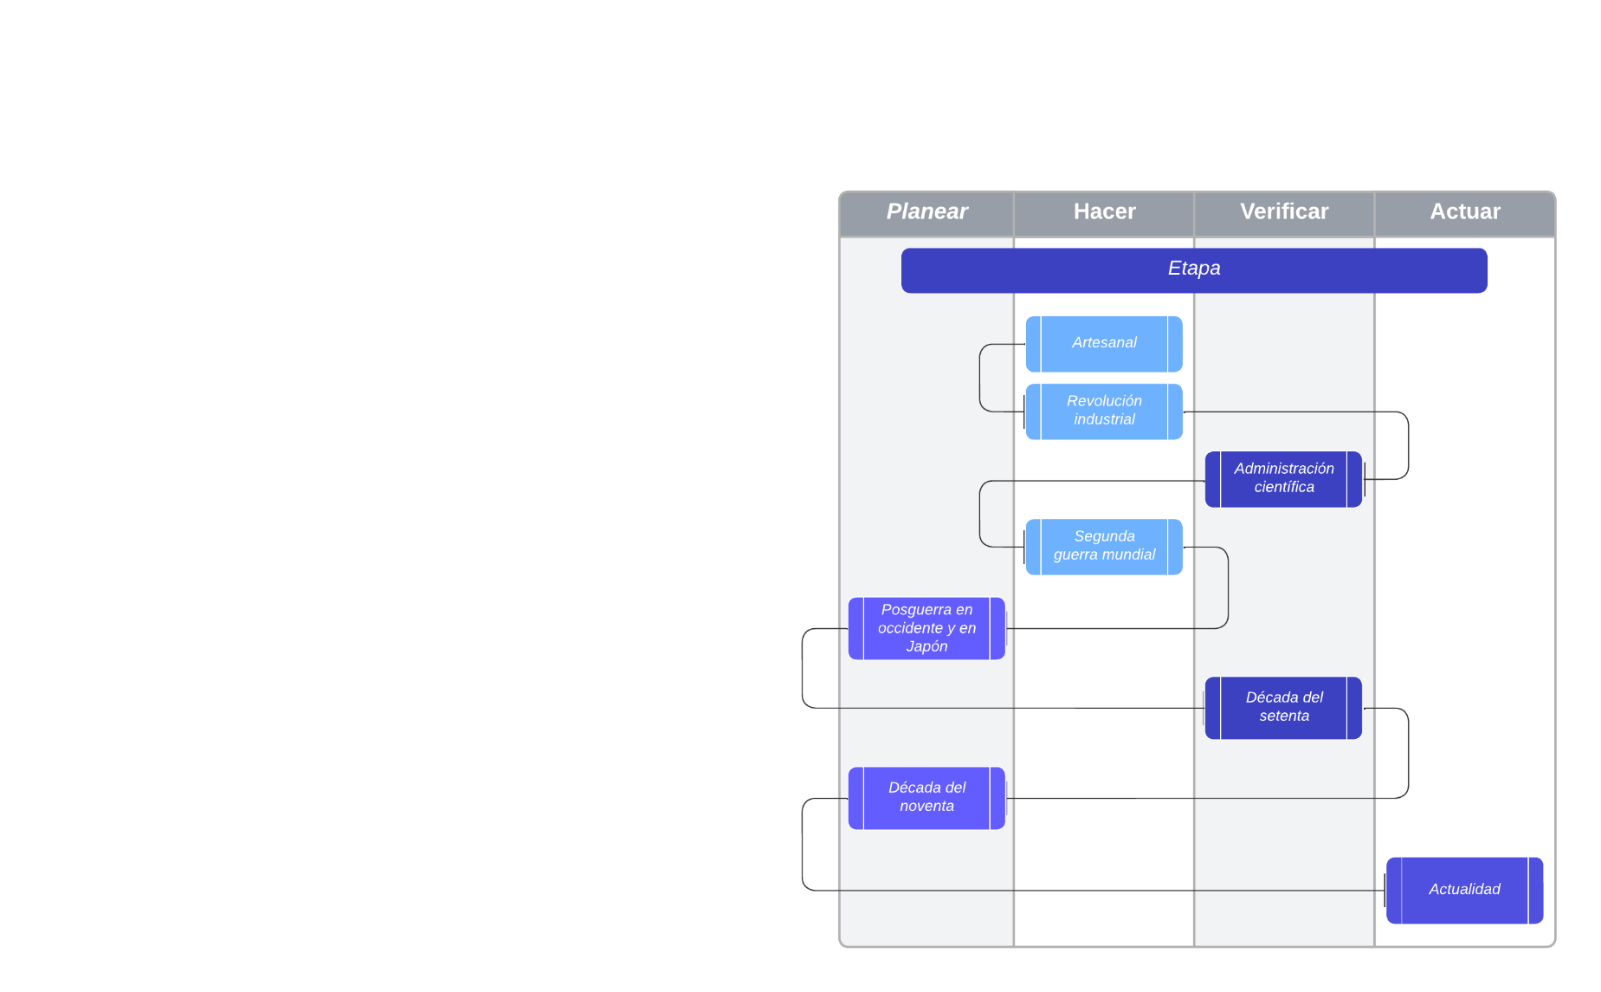 Planear
Hacer
Verificar
Actuar
Etapa
Artesanal
Revolución
industrial
Administración
científica
Segunda
guerra mundial
Posguerra en
occidente y en
Japón
Década del
setenta
Década del
noventa
Actualidad